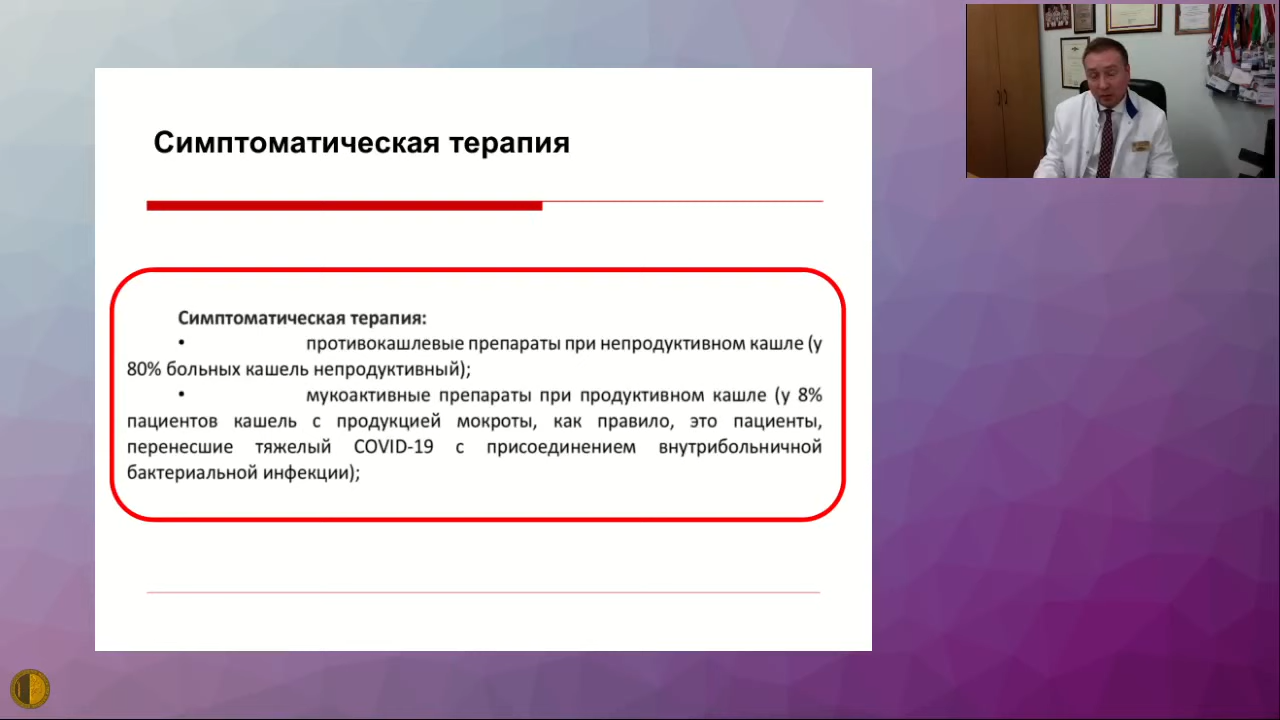 Симптоматическая терапия
Симптоматическая терапия:
• противокашлевые препараты при непродуктивном кашле (у
80% больных кашель непродуктивный);
• мукоактивные препараты при продуктивном кашле (у 8%
пациентов кашель с продукцией мокроты, как правило, это пациенты,
перенесшие тяжелый COVID-19 с присоединением внутрибольничной
бактериальной инфекции);